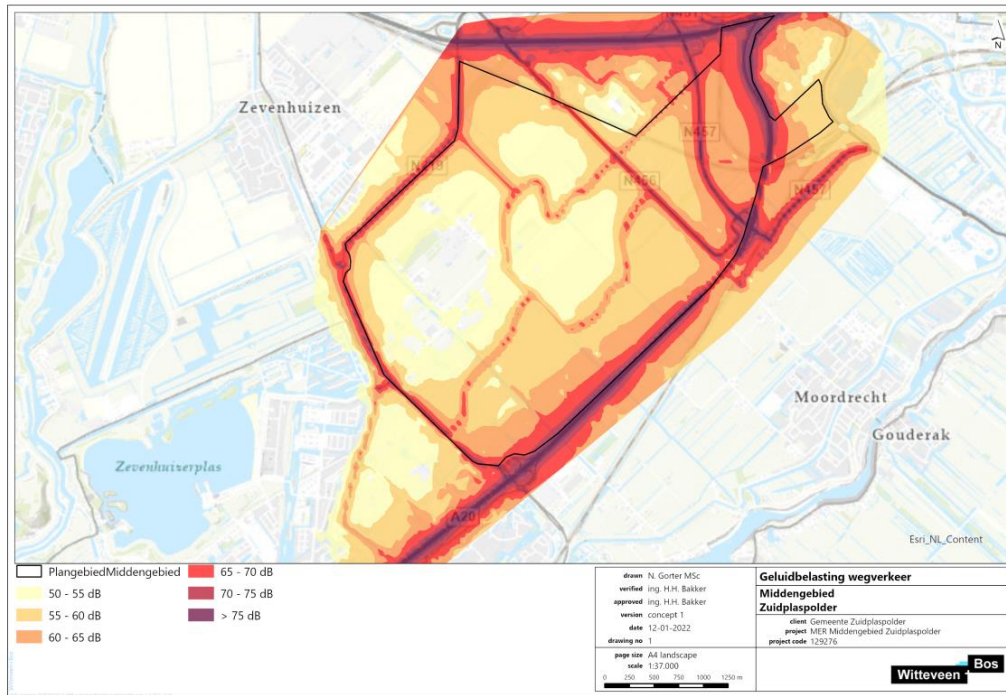 N451
N
Zevenhuizen
N457
N219
N456
N457
Moordrecht
Gouderak
Zevenhuizerplas
A20
Esri_NL_Content
PlangebiedMiddengebied
50 - 55 dB
55 - 60 dB
60 - 65 dB
65 - 70 dB
70 - 75 dB
> 75 dB
drawn N. Gorter MSc
verified ing. H.H. Bakker
approved ing. H.H. Bakker
version concept 1
date 12-01-2022
drawing no 1
page size A4 landscape
scale 1:37.000
0 250 500 750 1000 1250 m
Geluidbelasting wegverkeer
Middengebied
Zuidplaspolder
client Gemeente Zuidplaspolder
project MER Middengebied Zuidplaspolder
project code 129276
Witteveen + Bos